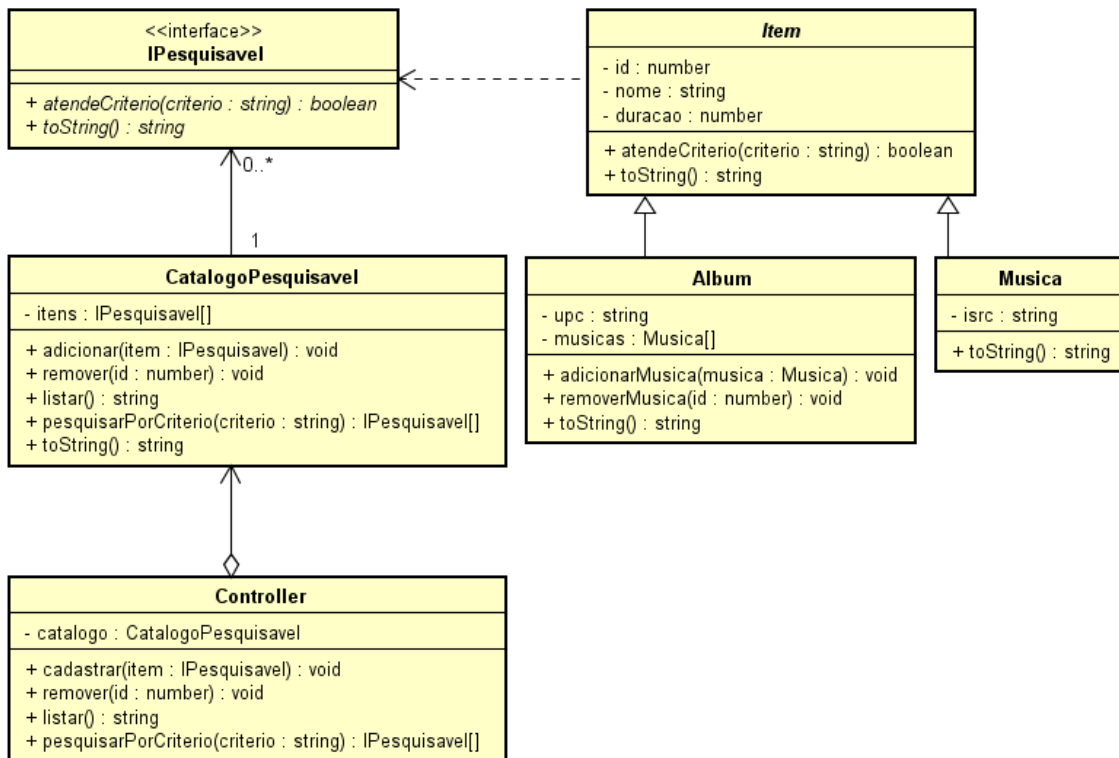 <<interface>>
IPesquisavel
+ atendeCriterio(criterio : string) : boolean
+ toString() : string
Item
- id : number
- nome : string
- duracao : number
+ atendeCriterio(criterio : string) : boolean
+ toString() : string
0..*
1
CatalogoPesquisavel
- itens : IPesquisavel[]
+ adicionar(item : IPesquisavel) : void
+ remover(id : number) : void
+ listar() : string
+ pesquisarPorCriterio(criterio : string) : IPesquisavel[]
+ toString() : string
Album
- upc : string
- musicas : Musica[]
+ adicionarMusica(musica : Musica) : void
+ removerMusica(id : number) : void
+ toString() : string
Musica
- isrc : string
+ toString() : string
Controller
- catalogo : CatalogoPesquisavel
+ cadastrar(item : IPesquisavel) : void
+ remover(id : number) : void
+ listar() : string
+ pesquisarPorCriterio(criterio : string) : IPesquisavel[]